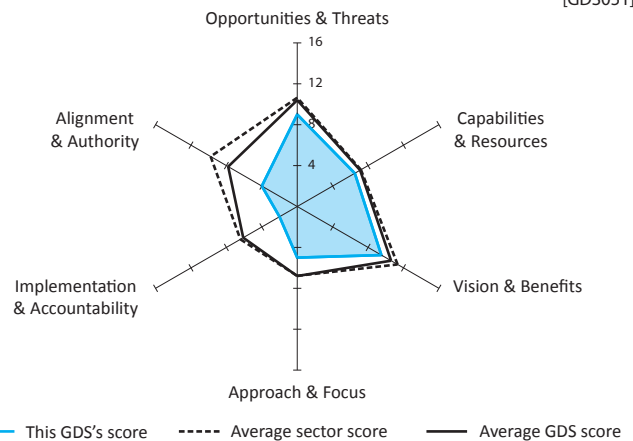 Opportunities & Threats
16
12
8
4
Alignment
& Authority
Capabilities
& Resources
Implementation
& Accountability
Vision & Benefits
Approach & Focus
This GDS's score
Average sector score
Average GDS score